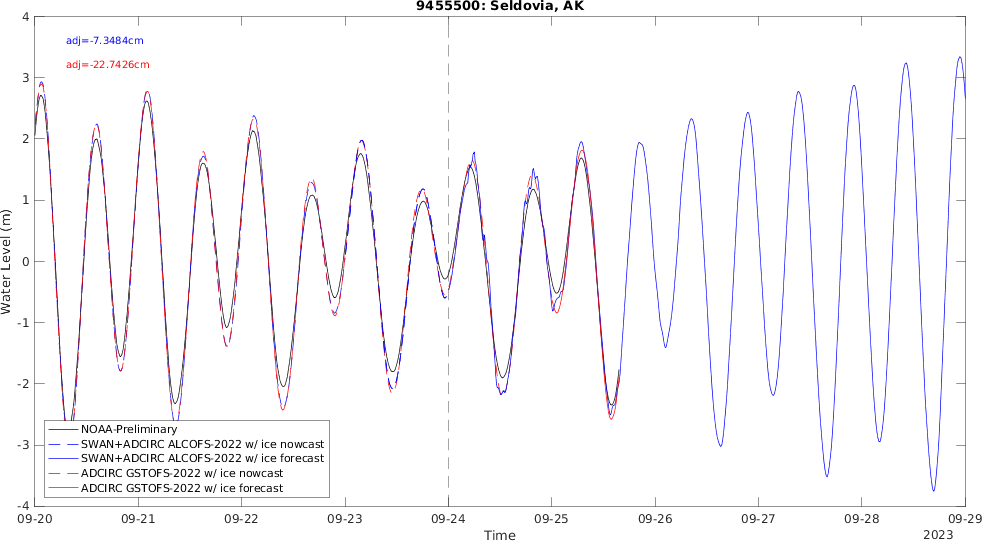 9455500: Seldovia, AK
adj=-7.3484cm
adj=-22.7426cm
Water Level (m)
4
3
2
1
0
-1
-2
-3
-4
NOAA-Preliminary
SWAN+ADCIRC ALCOFS-2022 w/ ice nowcast
SWAN+ADCIRC ALCOFS-2022 w/ ice forecast
ADCIRC GSTOFS-2022 w/ ice nowcast
ADCIRC GSTOFS-2022 w/ ice forecast
09-20 09-21 09-22 09-23 09-24 09-25 09-26 09-27 09-28 09-29
Time
2023